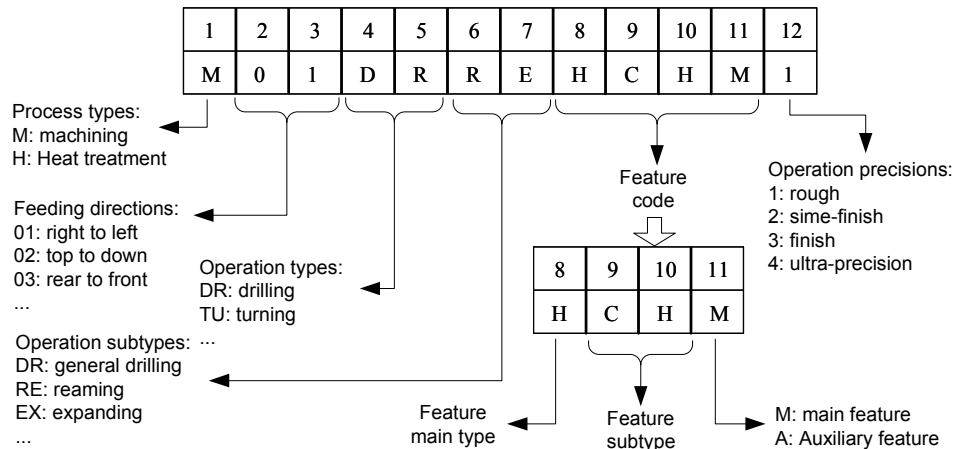 1 2 3 4 5 6 7 8 9 10 11 12
M 0 1 D R R E H C H M 1
Process types:
M: machining
H: Heat treatment
Feeding directions:
01: right to left
02: top to down
03: rear to front
...
Operation types:
DR: drilling
TU: turning
...
Operation subtypes:
DR: general drilling
RE: reaming
EX: expanding
...
Feature
code
8 9 10 11
H C H M
Feature
main type
Feature
subtype
M: main feature
A: Auxiliary feature
Operation precisions:
1: rough
2: sime-finish
3: finish
4: ultra-precision